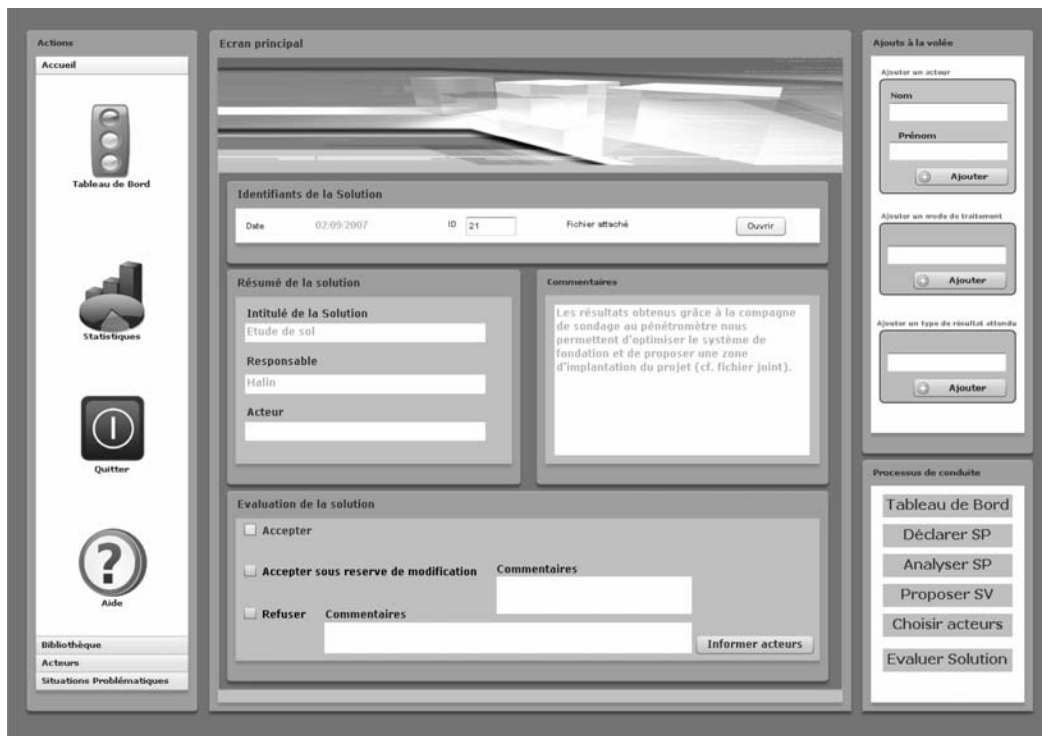 Actions
Accueil
Tableau de Bord
Statistiques
Quitter
Aide
Bibliothèque
Acteurs
Situations Problématiques
Ecran principal
Identifiants de la Solution
Date 02/09/2007 ID 21 Fichier attaché Ouvrir
Résumé de la solution
Intitulé de la Solution
Etude de sol
Responsable
Halin
Acteur
Commentaires
Les résultats obtenus grâce à la compagne
de sondage au pénétromètre nous
permettent d'optimiser le système de
fondation et de proposer une zone
d'implantation du projet (cf. fichier joint).
Evaluation de la solution
Accepter
Accepter sous reserve de modification Commentaires
Refuser Commentaires
Informer acteurs
Ajouts à la volée
Ajouter un acteur
Nom
Prénom
Ajouter
Ajouter un mode de traitement
Ajouter
Ajouter un type de résultat attendu
Ajouter
Processus de conduite
Tableau de Bord
Déclarer SP
Analyser SP
Proposer SV
Choisir acteurs
Evaluer Solution